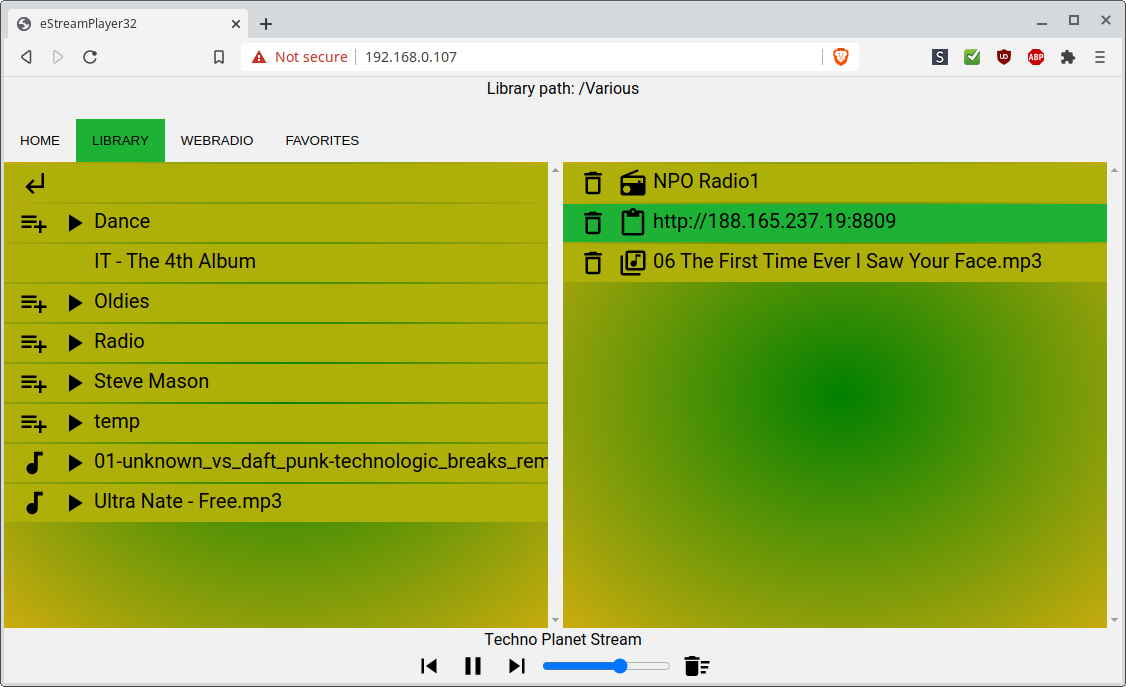 eStreamPlayer32
Not secure
192.168.0.107
S
UO
ABP
Library path: /Various
HOME
LIBRARY
WEBRADIO
FAVORITES
Dance
IT - The 4th Album
Oldies
Radio
Steve Mason
temp
01-unknown_vs_daft_punk-technologic_breaks_rem
Ultra Nate - Free.mp3
NPO Radio1
http://188.165.237.19:8809
06 The First Time Ever I Saw Your Face.mp3
Techno Planet Stream